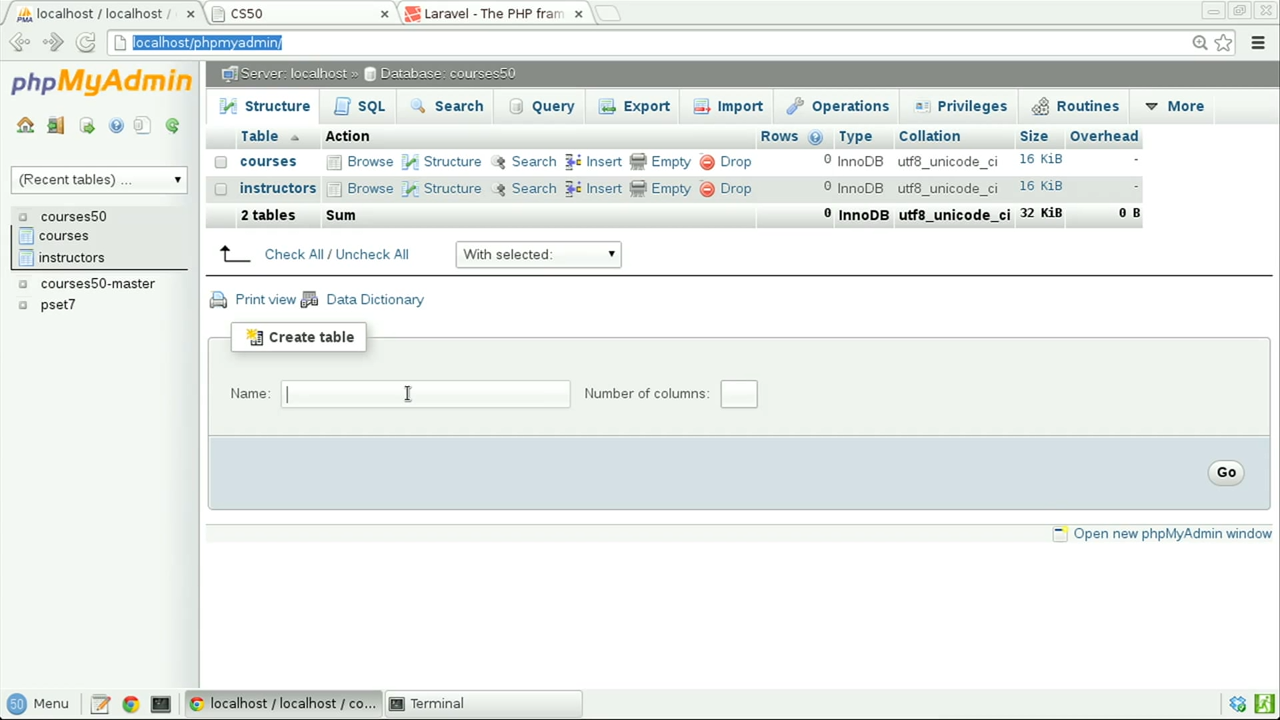 localhost / localhost /
CS50
Laravel - The PHP fram
localhost/phpmyadmin/
phpMyAdmin
(Recent tables) ...
courses50
courses
instructors
courses50-master
pset7
Server: localhost » Database: courses50
Structure SQL Search Query Export Import Operations Privileges Routines More
Table Action Rows Type Collation Size Overhead
courses Browse Structure Search Insert Empty Drop 0 InnoDB utf8_unicode_ci 16 KiB -
instructors Browse Structure Search Insert Empty Drop 0 InnoDB utf8_unicode_ci 16 KiB -
2 tables Sum 0 InnoDB utf8_unicode_ci 32 KiB 0 B
Check All / Uncheck All With selected:
Print view Data Dictionary
Create table
Name: Number of columns:
Go
Open new phpMyAdmin window
50 Menu localhost / localhost / co... Terminal